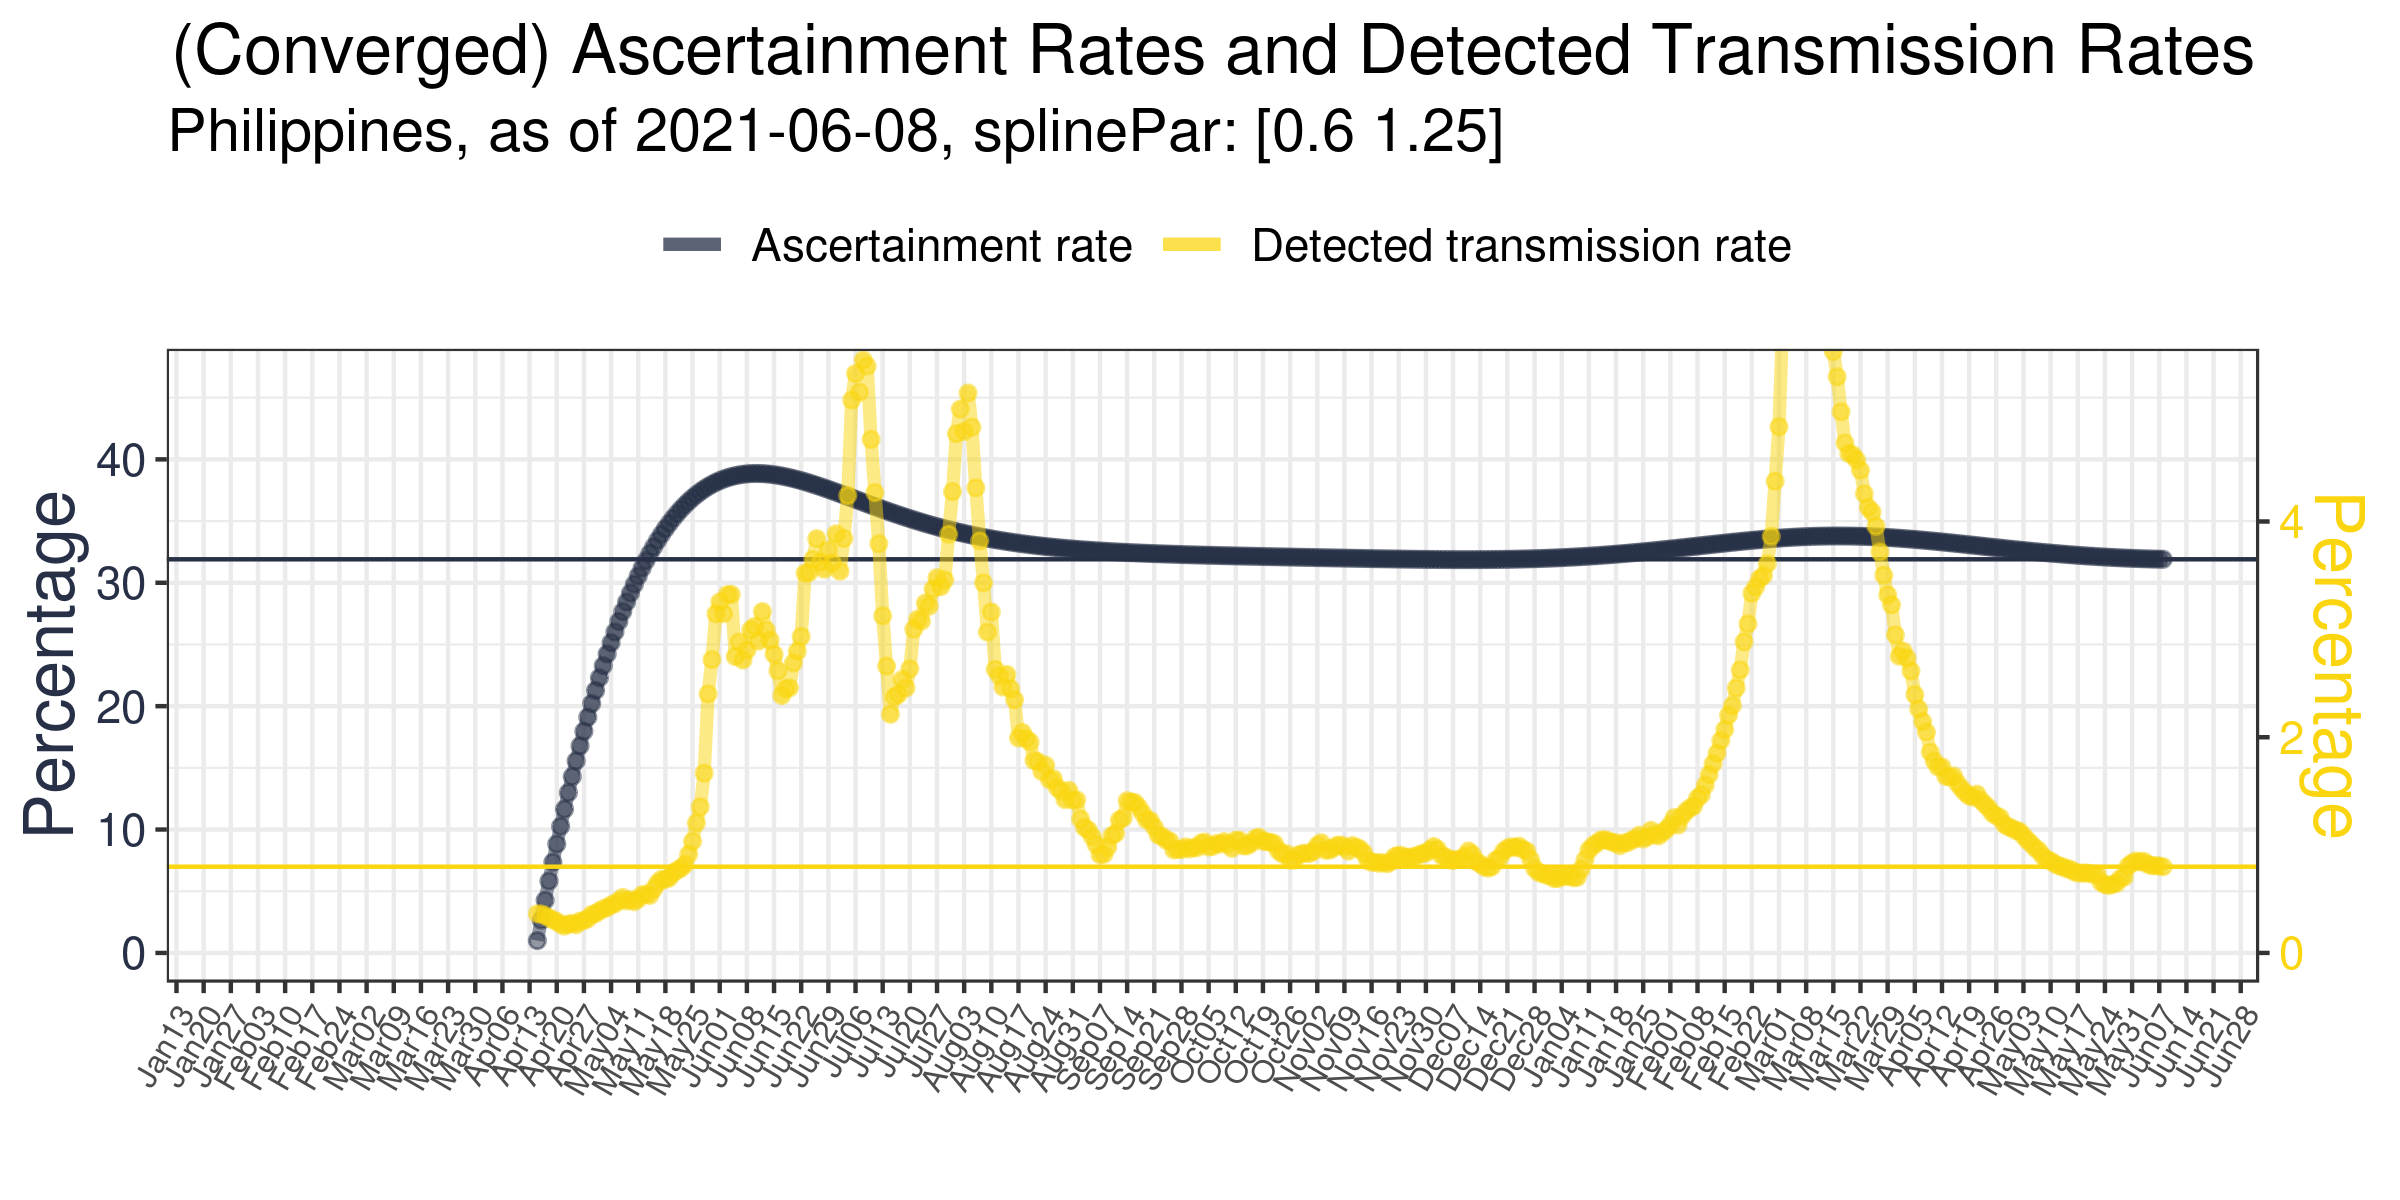 (Converged) Ascertainment Rates and Detected Transmission Rates
Philippines, as of 2021-06-08, splinePar: [0.6 1.25]
Ascertainment rate
Detected transmission rate
Percentage
40
30
20
10
0
4
2
0
Percentage
Jan13
Jan20
Jan27
Feb03
Feb10
Feb17
Feb24
Mar02
Mar09
Mar16
Mar23
Mar30
Apr06
Apr13
Apr20
Apr27
May04
May11
May18
May25
Jun01
Jun08
Jun15
Jun22
Jun29
Jul06
Jul13
Jul20
Jul27
Aug03
Aug10
Aug17
Aug24
Aug31
Sep07
Sep14
Sep21
Sep28
Oct05
Oct12
Oct19
Oct26
Nov02
Nov09
Nov16
Nov23
Nov30
Dec07
Dec14
Dec21
Dec28
Jan04
Jan11
Jan18
Jan25
Feb01
Feb08
Feb15
Feb22
Mar01
Mar08
Mar15
Mar22
Mar29
Apr05
Apr12
Apr19
Apr26
May03
May10
May17
May24
May31
Jun07
Jun14
Jun21
Jun28